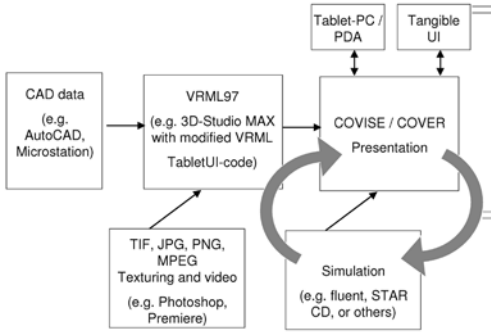 Tablet-PC /
PDA
Tangible
UI
CAD data
(e.g.
AutoCAD,
Microstation)
VRML97
(e.g. 3D-Studio MAX
with modified VRML
TabletUI-code)
COVISE / COVER
Presentation
TIF, JPG, PNG,
MPEG
Texturing and video
(e.g. Photoshop,
Premiere)
Simulation
(e.g. fluent, STAR
CD, or others)